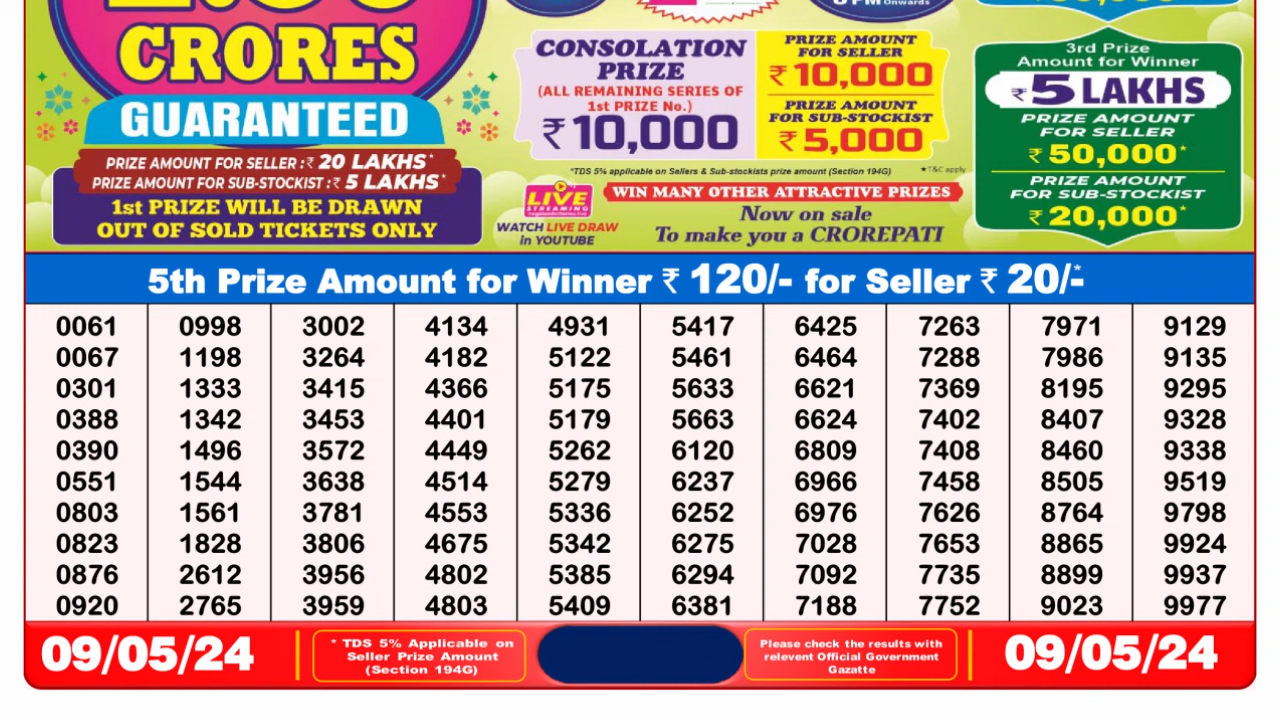 CRORES
GUARANTEED
PRIZE AMOUNT FOR SELLER :₹ 20 LAKHS*
PRIZE AMOUNT FOR SUB-STOCKIST :₹ 5 LAKHS*
1st PRIZE WILL BE DRAWN
OUT OF SOLD TICKETS ONLY
Onwards
CONSOLATION
PRIZE
(ALL REMAINING SERIES OF
1st PRIZE No.)
₹ 10,000
PRIZE AMOUNT
FOR SELLER
₹ 10,000
PRIZE AMOUNT
FOR SUB-STOCKIST
₹ 5,000
*TDS 5% applicable on Sellers & Sub-stockists prize amount (Section 194G)
★T&C apply
LIVE
STREAMING
WATCH LIVE DRAW
in YOUTUBE
WIN MANY OTHER ATTRACTIVE PRIZES
Now on sale
To make you a CROREPATI
3rd Prize
Amount for Winner
₹ 5 LAKHS
PRIZE AMOUNT
FOR SELLER
₹ 50,000*
PRIZE AMOUNT
FOR SUB-STOCKIST
₹ 20,000*
5th Prize Amount for Winner ₹ 120/- for Seller ₹ 20/-*
0061 0998 3002 4134 4931 5417 6425 7263 7971 9129
0067 1198 3264 4182 5122 5461 6464 7288 7986 9135
0301 1333 3415 4366 5175 5633 6621 7369 8195 9295
0388 1342 3453 4401 5179 5663 6624 7402 8407 9328
0390 1496 3572 4449 5262 6120 6809 7408 8460 9338
0551 1544 3638 4514 5279 6237 6966 7458 8505 9519
0803 1561 3781 4553 5336 6252 6976 7626 8764 9798
0823 1828 3806 4675 5342 6275 7028 7653 8865 9924
0876 2612 3956 4802 5385 6294 7092 7735 8899 9937
0920 2765 3959 4803 5409 6381 7188 7752 9023 9977
09/05/24
* TDS 5% Applicable on
Seller Prize Amount
(Section 194G)
Please check the results with
relevent Official Government
Gazatte
09/05/24